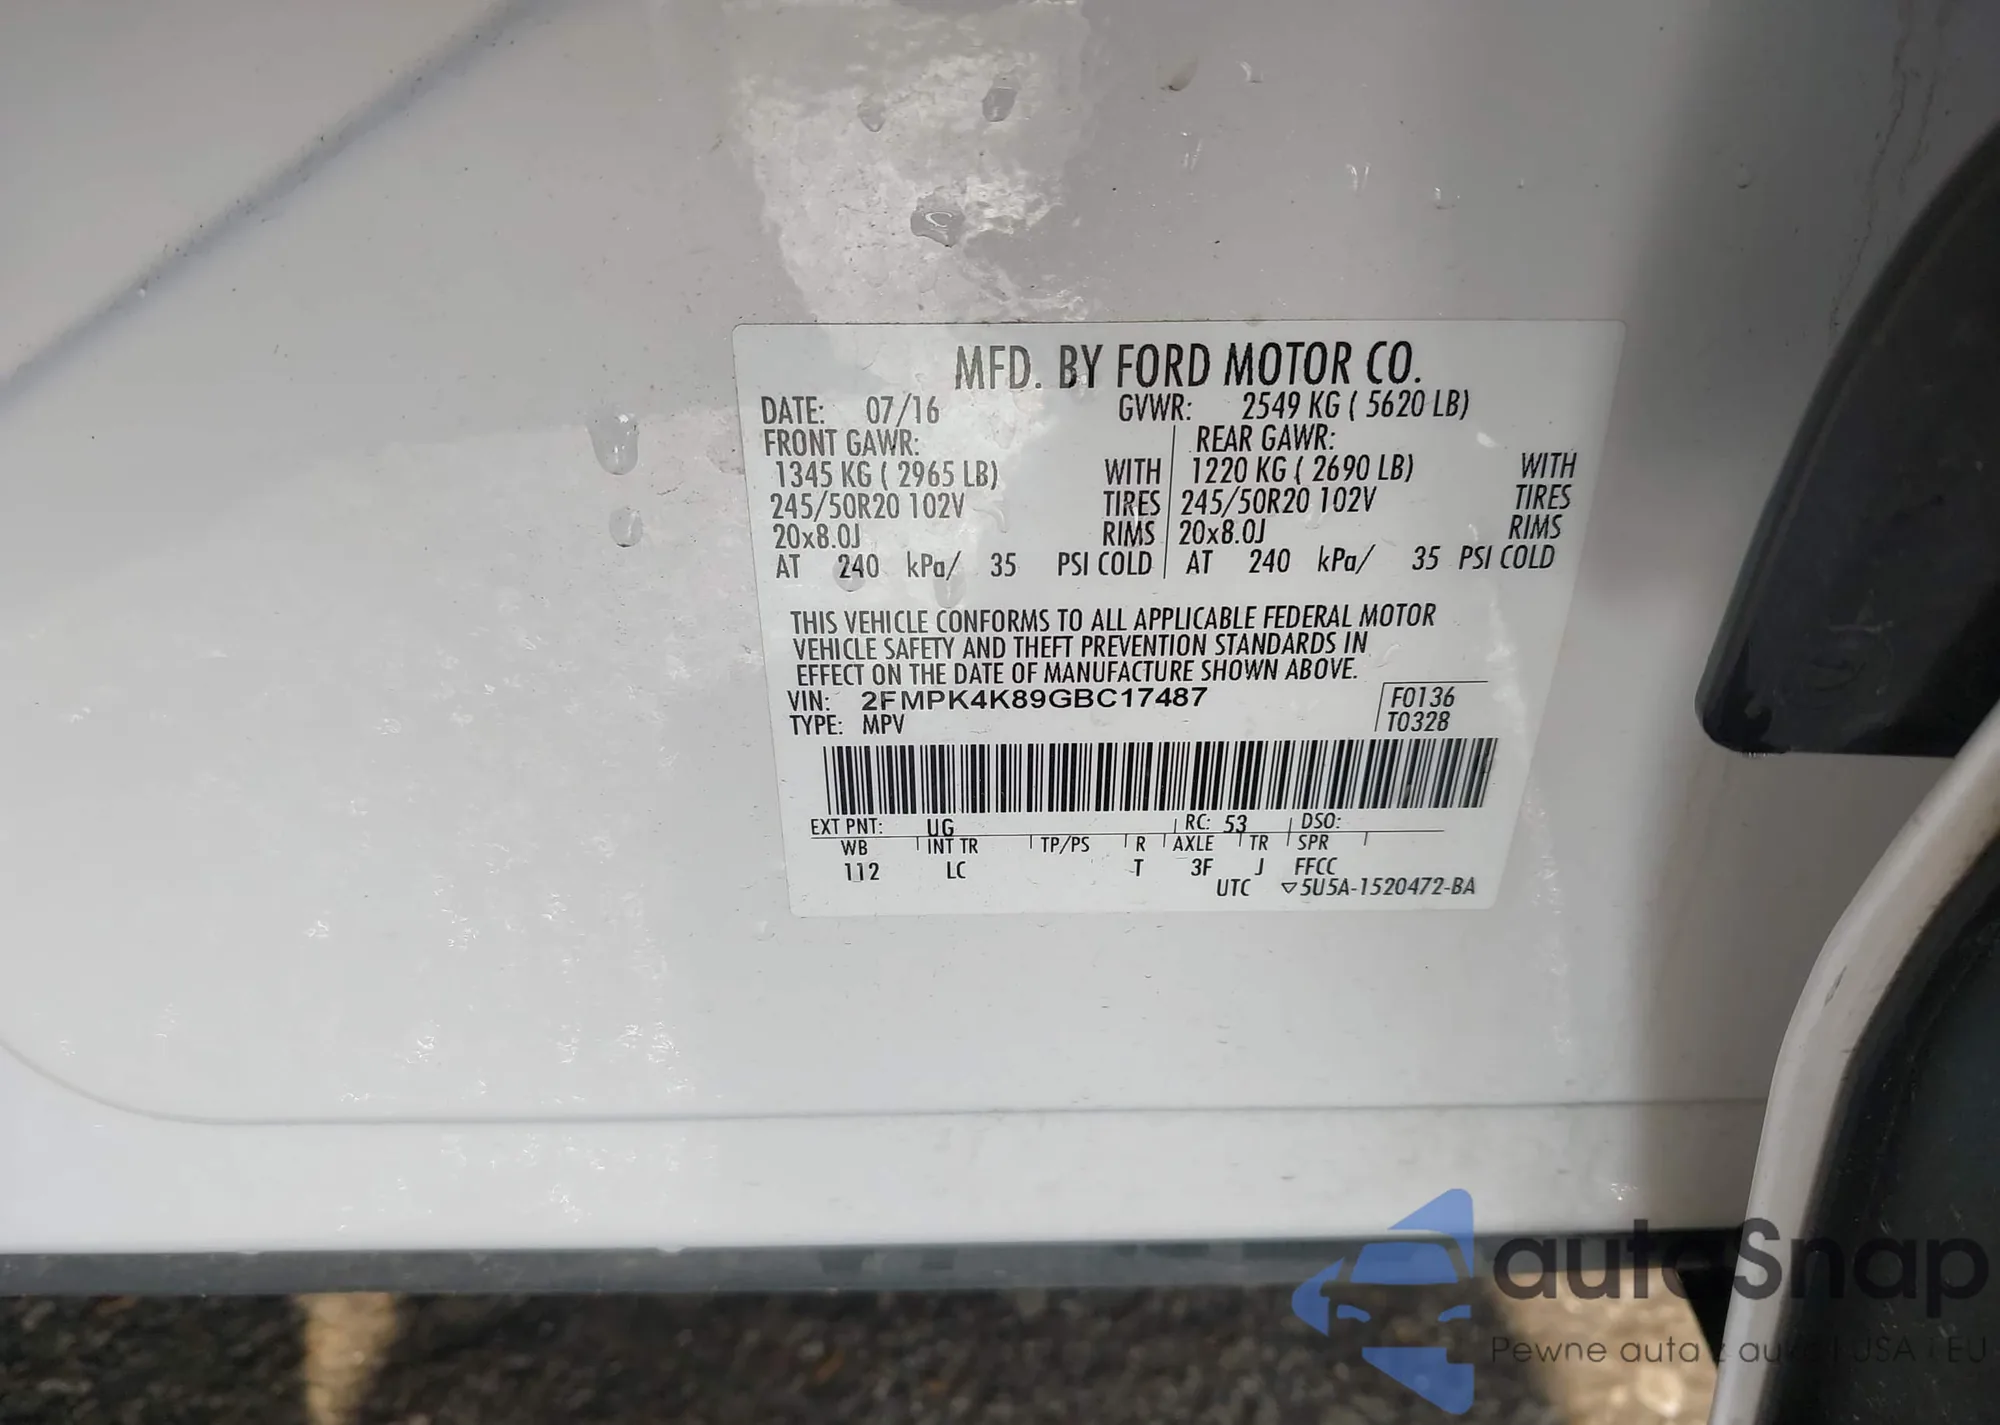 MFD. BY FORD MOTOR CO.
DATE: 07/16 GVWR: 2549 KG ( 5620 LB)
FRONT GAWR: REAR GAWR:
1345 KG ( 2965 LB) WITH 1220 KG ( 2690 LB) WITH
245/50R20 102V TIRES 245/50R20 102V TIRES
20x8.0J RIMS 20x8.0J RIMS
AT 240 kPa/ 35 PSI COLD AT 240 kPa/ 35 PSI COLD
THIS VEHICLE CONFORMS TO ALL APPLICABLE FEDERAL MOTOR
VEHICLE SAFETY AND THEFT PREVENTION STANDARDS IN
EFFECT ON THE DATE OF MANUFACTURE SHOWN ABOVE.
VIN: 2FMPK4K89GBC17487 F0136
TYPE: MPV T0328
EXT PNT: UG RC: 53 DSO:
WB INT TR TP/PS R AXLE TR SPR
112 LC T 3F J FFCC
UTC ▽5U5A-1520472-BA
autoSnap
Pewne auta z aukcji USA i EU